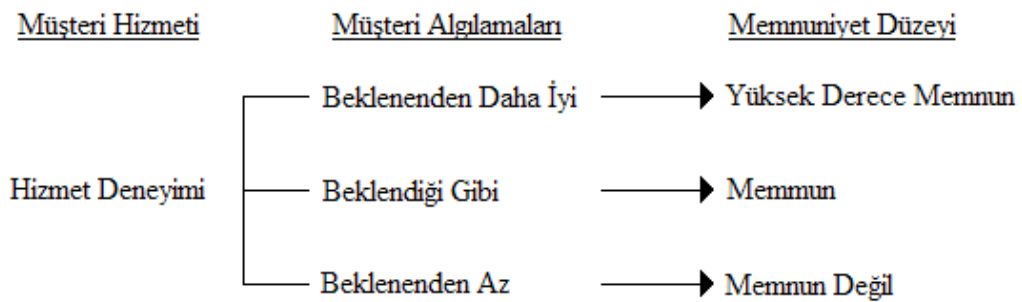 Müşteri Hizmeti Müşteri Algılamaları Memnuniyet Düzeyi
Beklenenden Daha İyi Yüksek Derece Memnun
Hizmet Deneyimi Beklendiği Gibi Memmun
Beklenenden Az Memnun Değil